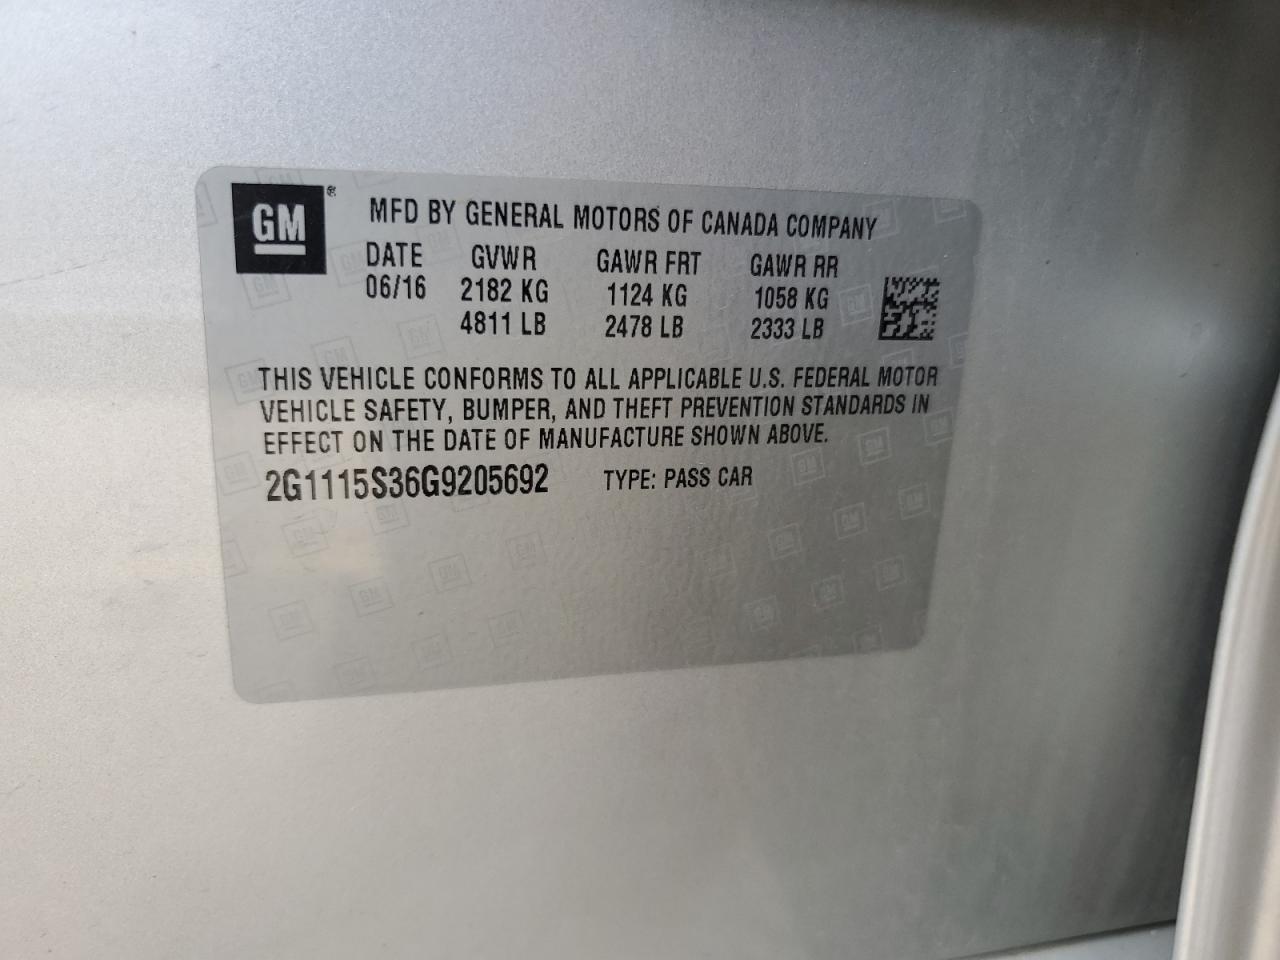 GM ®
MFD BY GENERAL MOTORS OF CANADA COMPANY
DATE GVWR GAWR FRT GAWR RR
06/16 2182 KG 1124 KG 1058 KG
4811 LB 2478 LB 2333 LB
THIS VEHICLE CONFORMS TO ALL APPLICABLE U.S. FEDERAL MOTOR
VEHICLE SAFETY, BUMPER, AND THEFT PREVENTION STANDARDS IN
EFFECT ON THE DATE OF MANUFACTURE SHOWN ABOVE.
2G1115S36G9205692 TYPE: PASS CAR